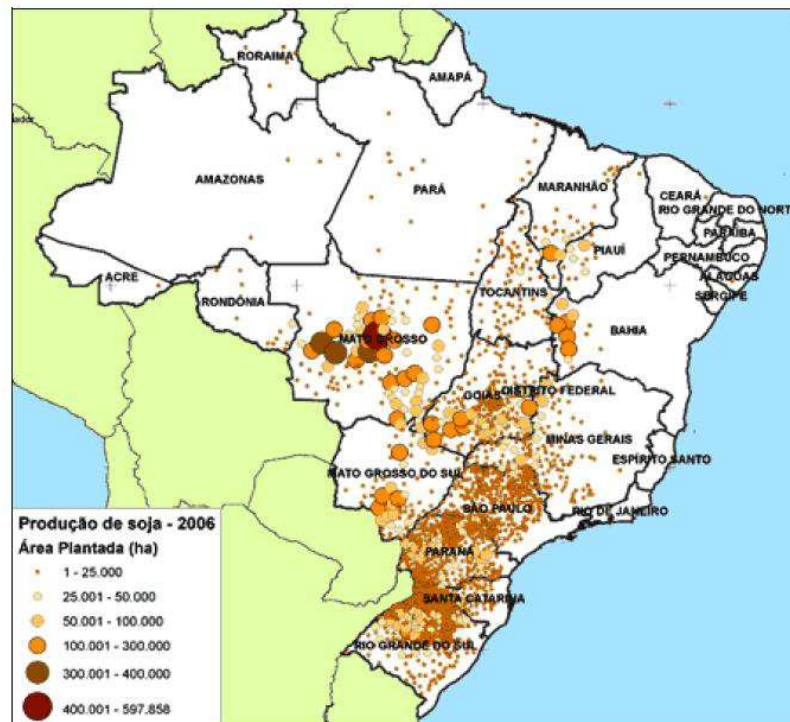 RORAIMA
AMAPÁ
ador
AMAZONAS
PARÁ
MARANHÃO
CEARÁ
RIO GRANDE DO NORT
PARAÍBA
PIAUÍ
PERNAMBUCO
ACRE
ALAGOAS
RONDÔNIA
TOCANTINS
SERGIPE
BAHIA
MATO GROSSO
GOIÁS
DISTRITO FEDERAL
MINAS GERAIS
MATO GROSSO DO SUL
ESPÍRITO SANTO
SÃO PAULO
RIO DE JANEIRO
PARANÁ
SANTA CATARINA
RIO GRANDE DO SUL
Produção de soja - 2006
Área Plantada (ha)
1 - 25.000
25.001 - 50.000
50.001 - 100.000
100.001 - 300.000
300.001 - 400.000
400.001 - 597.858